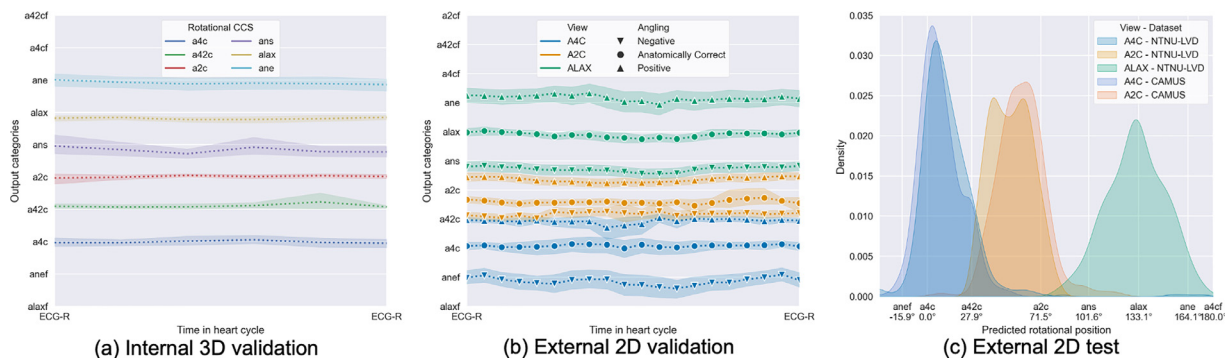 a42cf
a4cf
ane
alax
ans
a2c
a42c
a4c
anef
alaxf
Output categories
Rotational CCS
a4c
a42c
a2c
ans
alax
ane
ECG-R
ECG-R
Time in heart cycle
(a) Internal 3D validation
a2cf
a42cf
a4cf
ane
alax
ans
a2c
a42c
a4c
anef
alaxf
Output categories
View
A4C
A2C
ALAX
Angling
Negative
Anatomically Correct
Positive
ECG-R
ECG-R
Time in heart cycle
(b) External 2D validation
0.035
0.030
0.025
0.020
0.015
0.010
0.005
0.000
Density
View - Dataset
A4C - NTNU-LVD
A2C - NTNU-LVD
ALAX - NTNU-LVD
A4C - CAMUS
A2C - CAMUS
anef a4c a42c a2c ans alax ane a4cf
-15.9° 0.0° 27.9° 71.5° 101.6° 133.1° 164.1° 180.0°
Predicted rotational position
(c) External 2D test